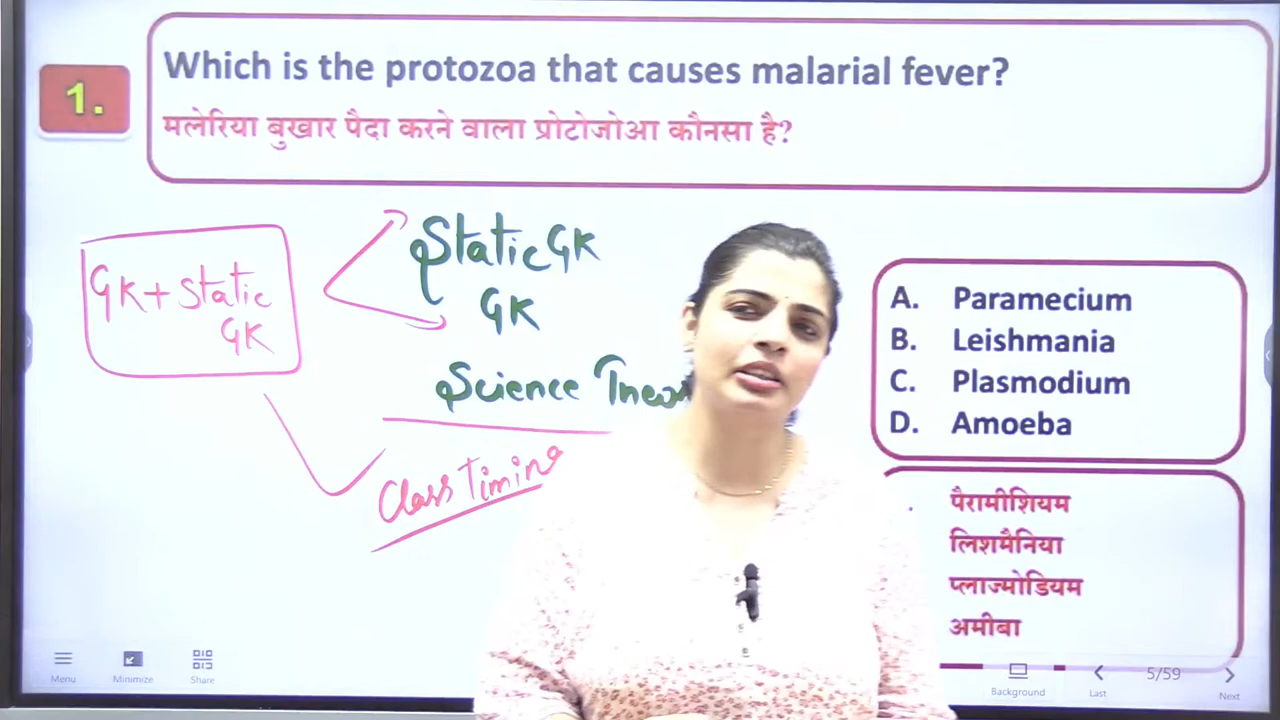 1.
Which is the protozoa that causes malarial fever?
मलेरिया बुखार पैदा करने वाला प्रोटोजोआ कौनसा है?
GK + Static
GK
Static GK
GK
Science
Class Timing
A. Paramecium
B. Leishmania
C. Plasmodium
D. Amoeba
पैरामीशियम
लिशमैनिया
प्लाज्मोडियम
अमीबा
Menu
Minimize
Share
Background
Last
5/59
Next